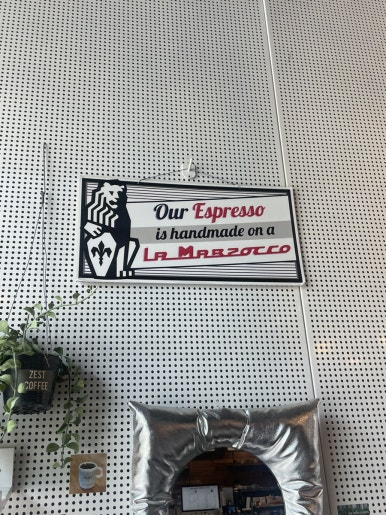 Our Espresso
is handmade on a
La Marzocco
ZEST
COFFEE